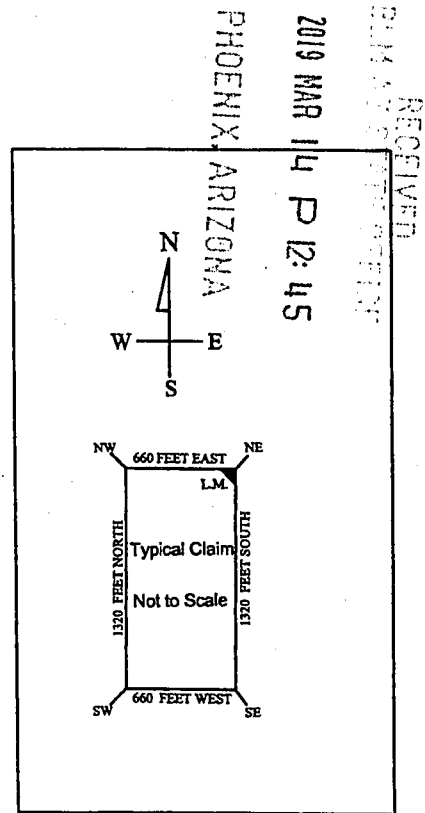 RECEIVED
2019 MAR 14 P 12:45
PHOENIX, ARIZONA
N
W E
S
NW NE
660 FEET EAST
L.M.
1320 FEET NORTH
Typical Claim
Not to Scale
1320 FEET SOUTH
660 FEET WEST
SW SE